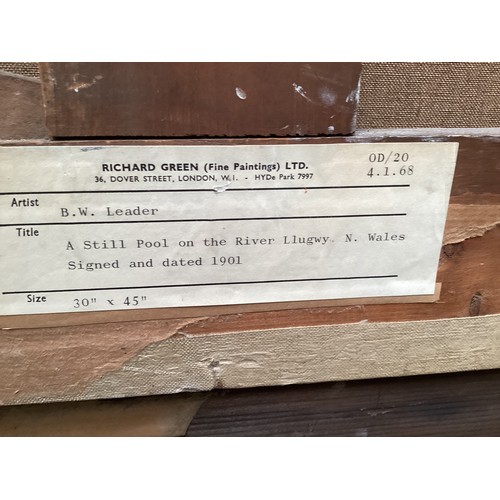 RICHARD GREEN (Fine Paintings) LTD. OD/20
36, DOVER STREET, LONDON, W.I. - HYDe Park 7997 4.1.68
Artist B.W. Leader
Title A Still Pool on the River Llugwy N. Wales
Signed and dated 1901
Size 30" x 45"